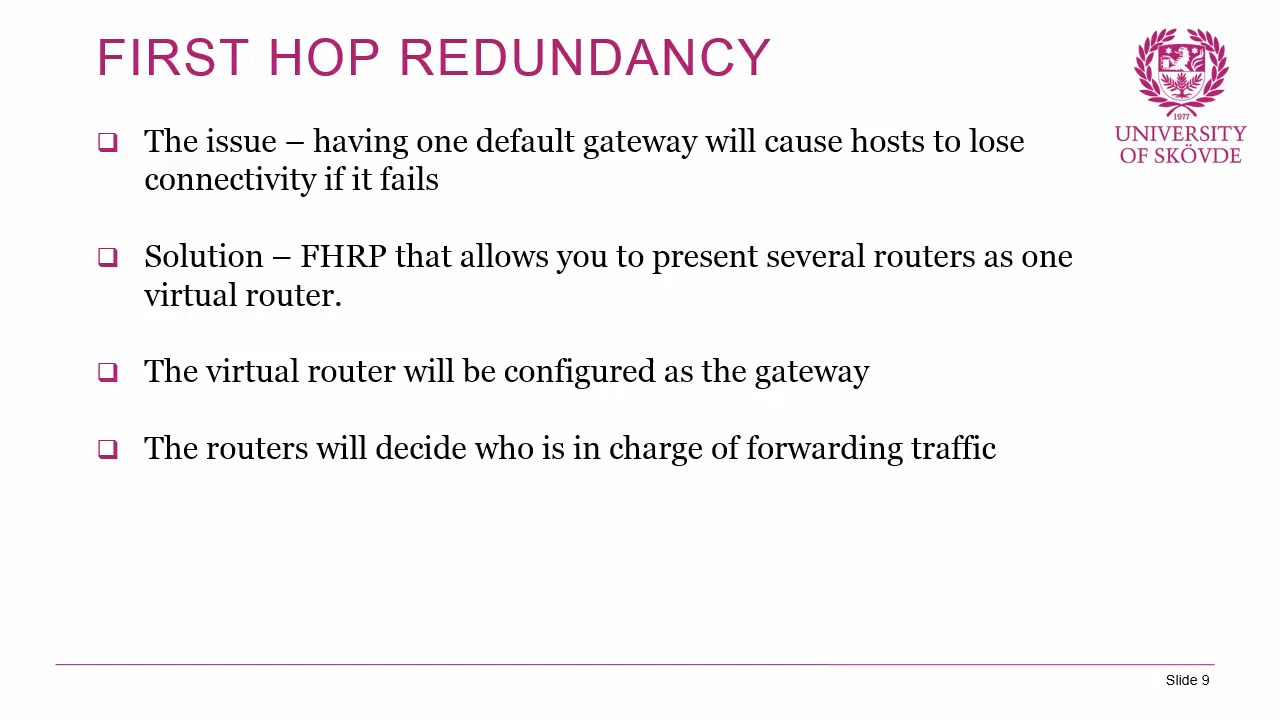 FIRST HOP REDUNDANCY
1977
UNIVERSITY
OF SKÖVDE
❑ The issue – having one default gateway will cause hosts to lose
connectivity if it fails
❑ Solution – FHRP that allows you to present several routers as one
virtual router.
❑ The virtual router will be configured as the gateway
❑ The routers will decide who is in charge of forwarding traffic
Slide 9